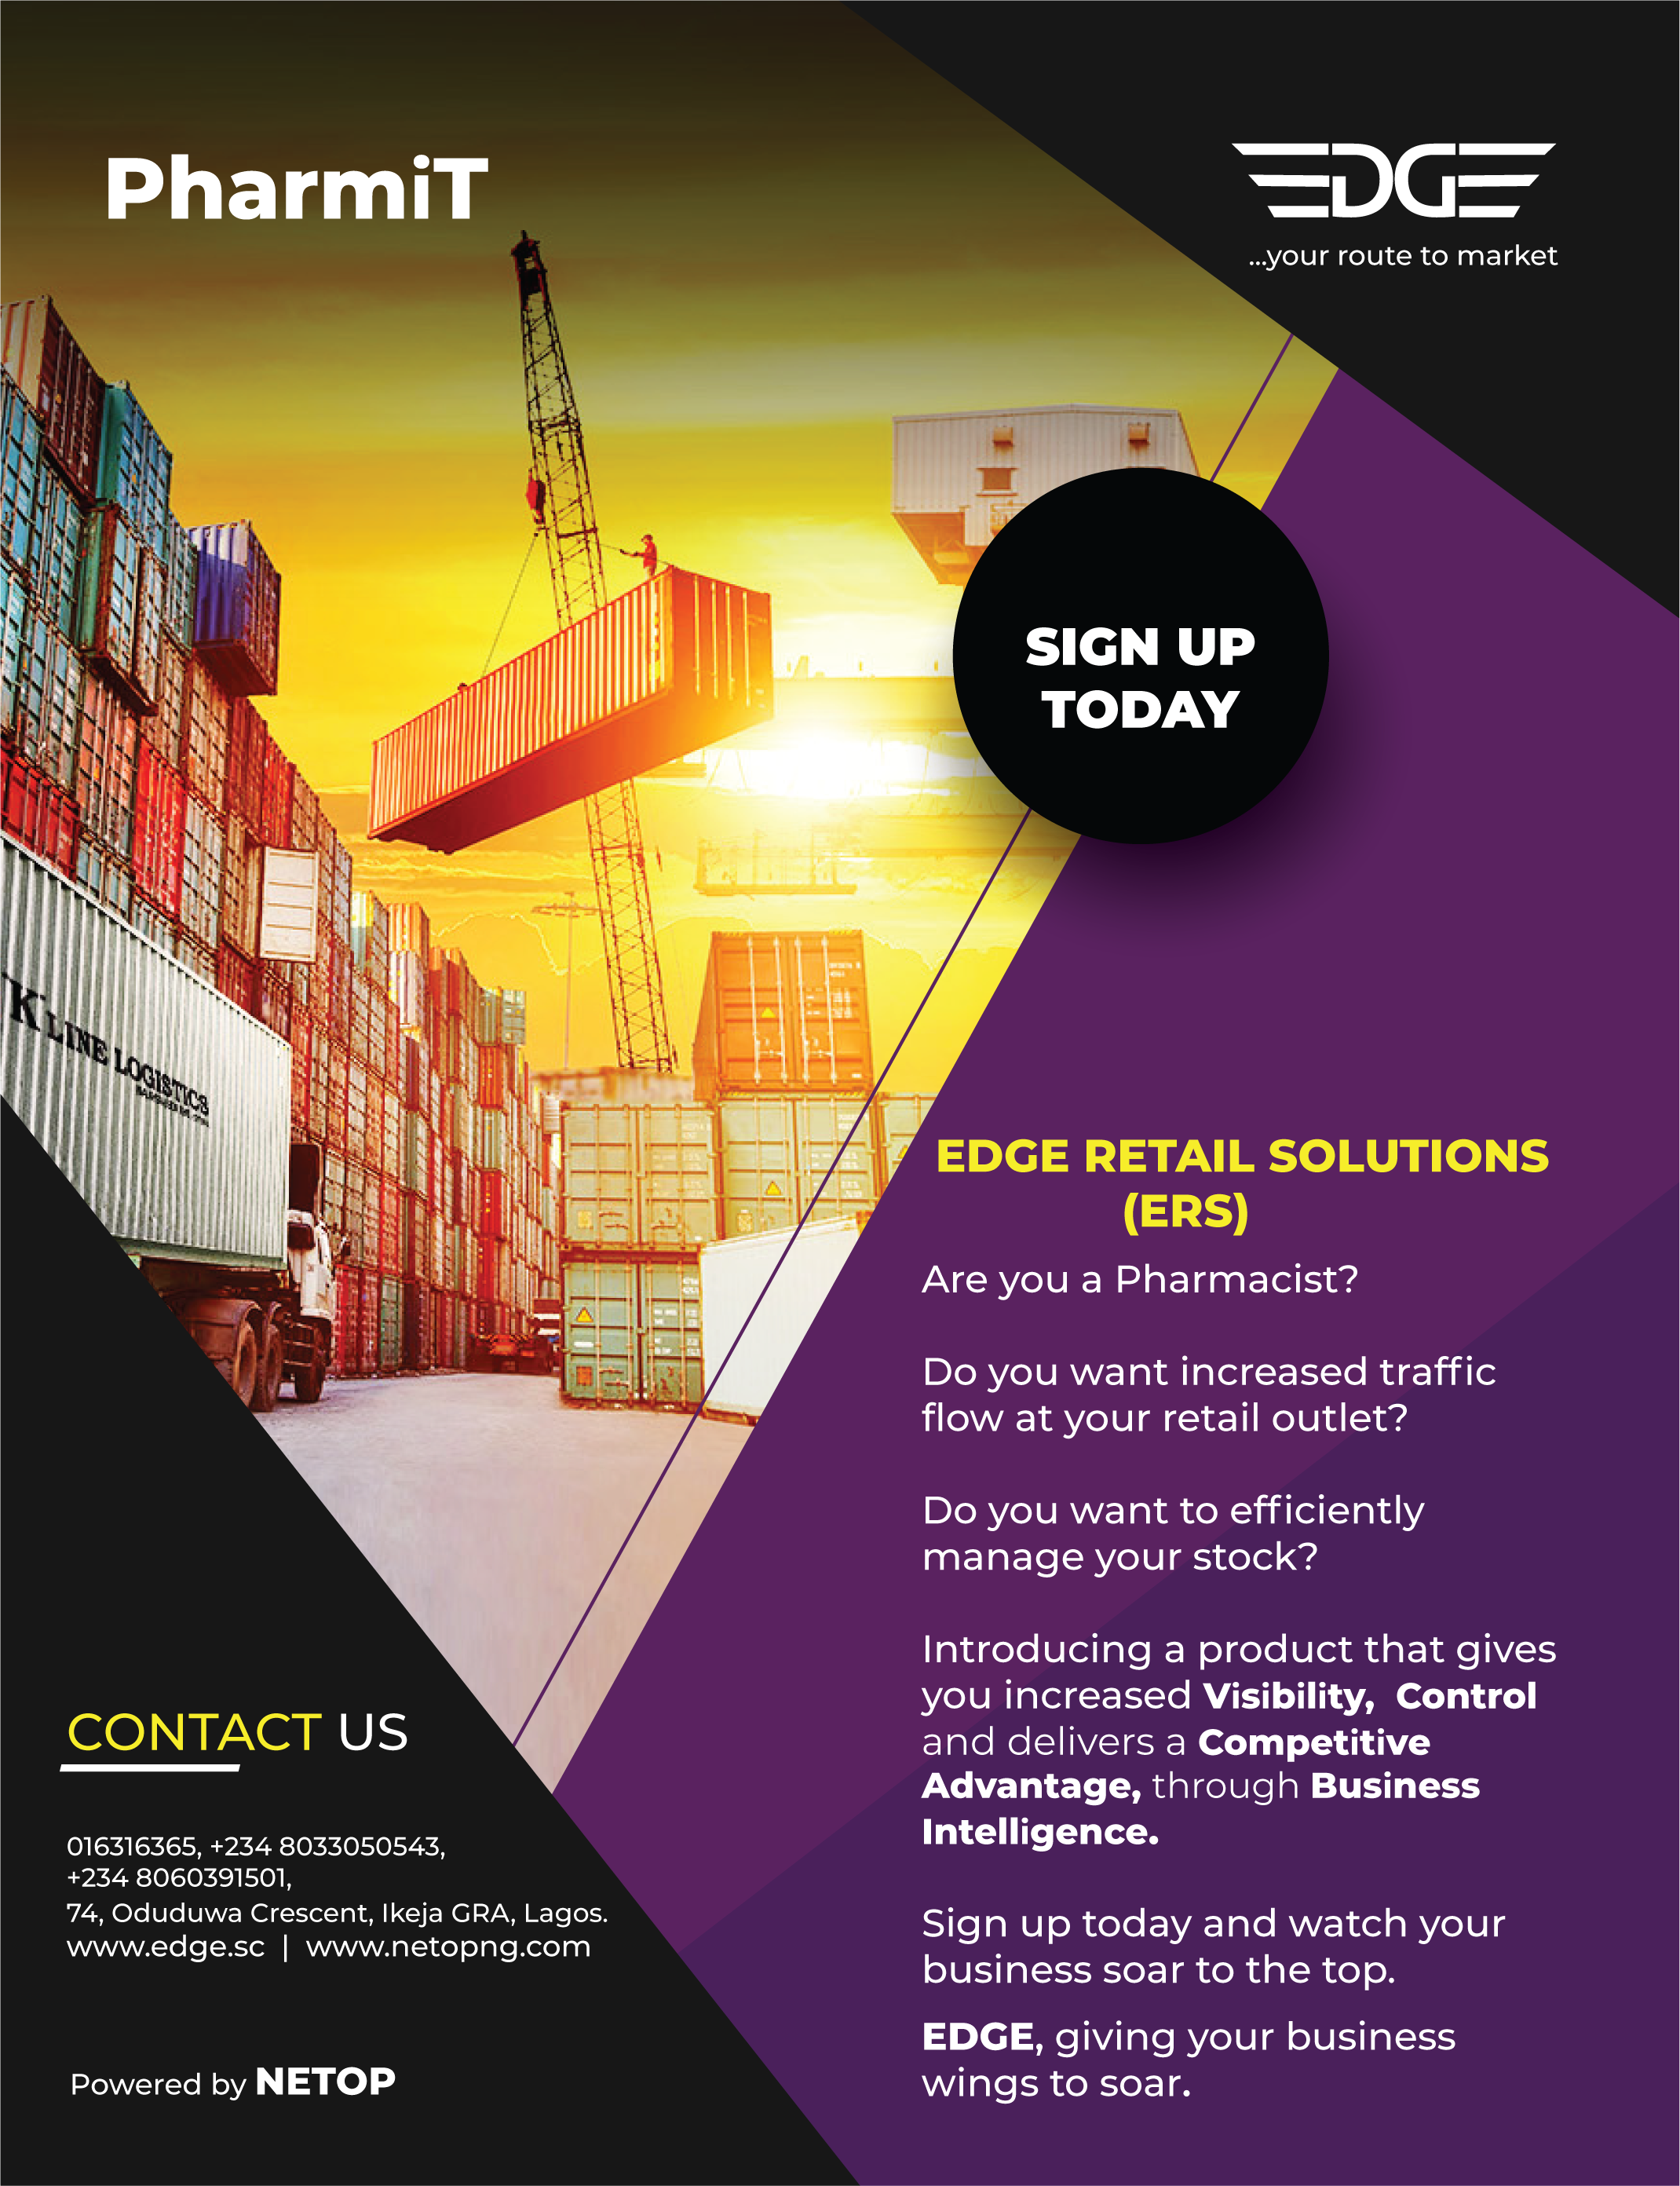 PharmiT
EDGE
...your route to market
SIGN UP
TODAY
K LINE LOGISTICS
EDGE RETAIL SOLUTIONS
(ERS)
Are you a Pharmacist?
Do you want increased traffic
flow at your retail outlet?
Do you want to efficiently
manage your stock?
Introducing a product that gives
you increased Visibility, Control
and delivers a Competitive
Advantage, through Business
Intelligence.
Sign up today and watch your
business soar to the top.
EDGE, giving your business
wings to soar.
CONTACT US
016316365, +234 8033050543,
+234 8060391501,
74, Oduduwa Crescent, Ikeja GRA, Lagos.
www.edge.sc | www.netopng.com
Powered by NETOP